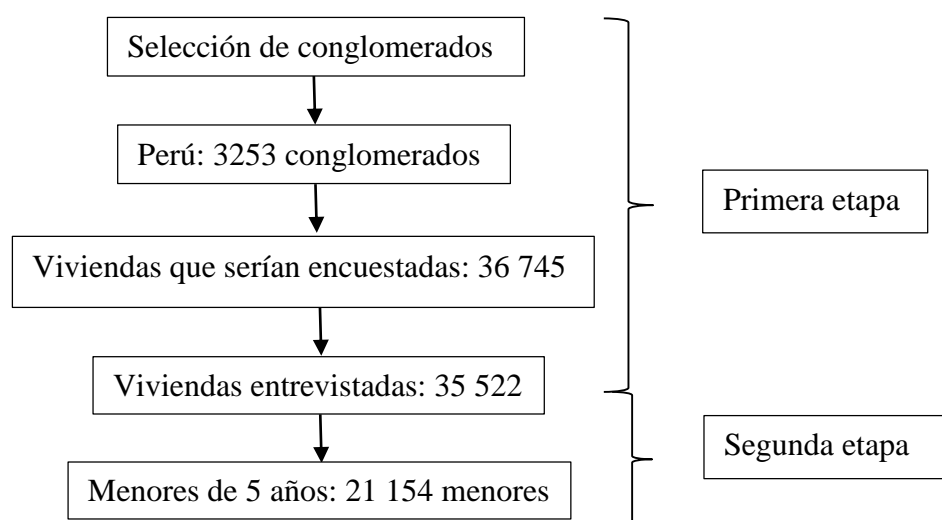 Selección de conglomerados
Perú: 3253 conglomerados
Primera etapa
Viviendas que serían encuestadas: 36 745
Viviendas entrevistadas: 35 522
Segunda etapa
Menores de 5 años: 21 154 menores